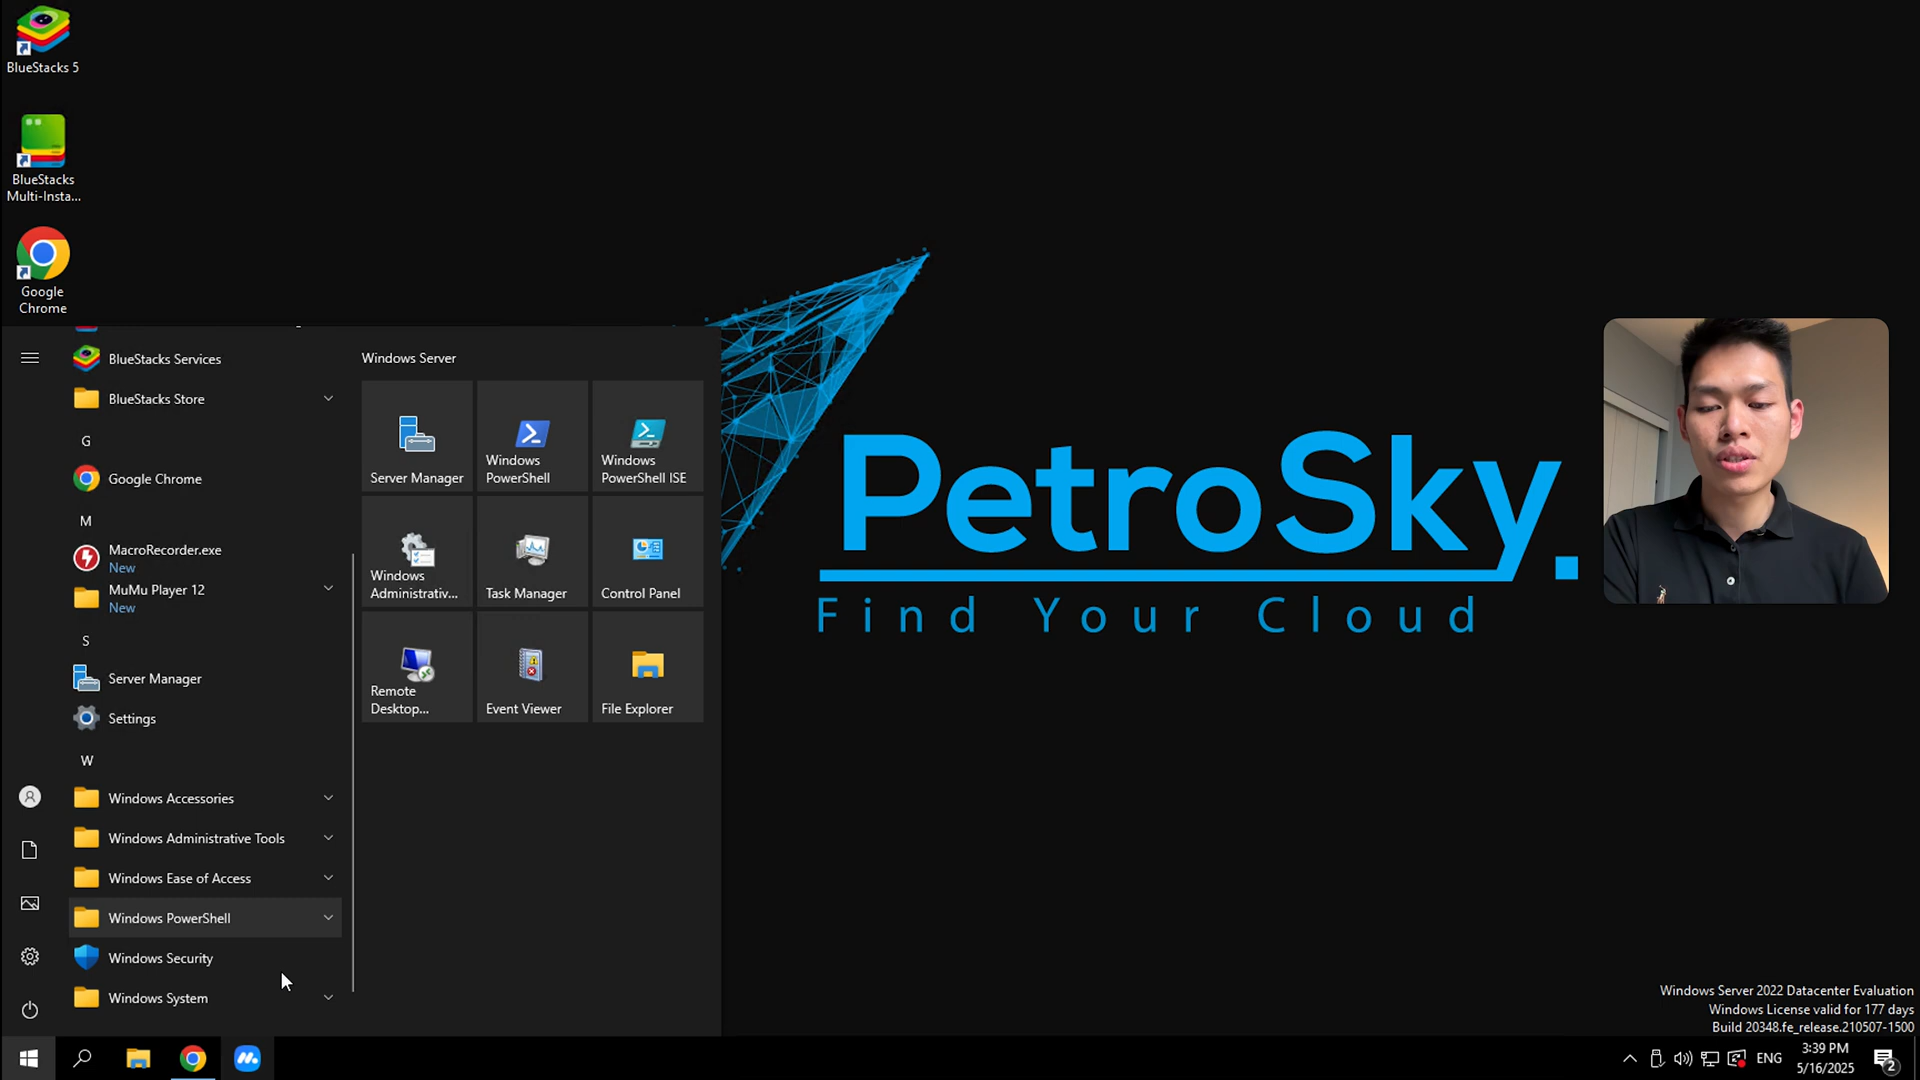 BlueStacks 5
BlueStacks
Multi-Insta...
Google
Chrome
BlueStacks Services
BlueStacks Store
G
Google Chrome
M
MacroRecorder.exe
New
MuMu Player 12
New
S
Server Manager
Settings
W
Windows Accessories
Windows Administrative Tools
Windows Ease of Access
Windows PowerShell
Windows Security
Windows System
Windows Server
Server Manager
Windows
PowerShell
Windows
PowerShell ISE
Windows
Administrativ...
Task Manager
Control Panel
Remote
Desktop...
Event Viewer
File Explorer
PetroSky.
Find Your Cloud
Windows Server 2022 Datacenter Evaluation
Windows License valid for 177 days
Build 20348.fe_release.210507-1500
ENG
3:39 PM
5/16/2025
2